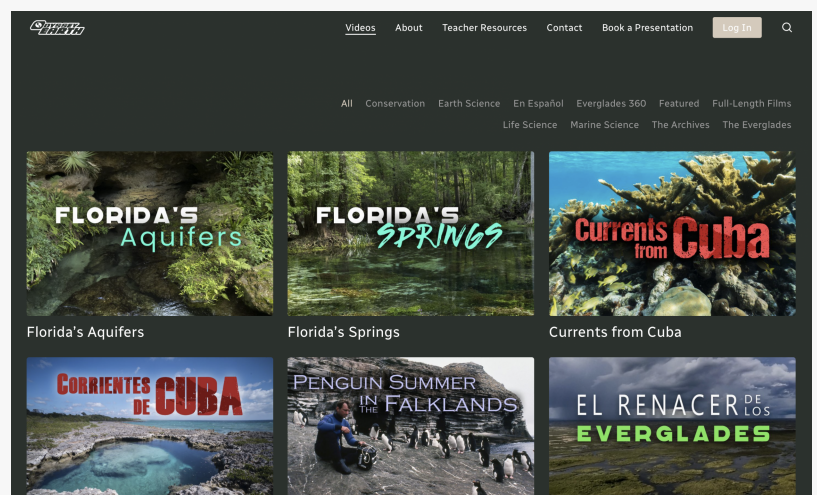 ODYSSEY
EARTH
Videos About Teacher Resources Contact Book a Presentation Log In
All Conservation Earth Science En Español Everglades 360 Featured Full-Length Films
Life Science Marine Science The Archives The Everglades
FLORIDA'S
Aquifers
FLORIDA'S
SPRINGS
Currents
from Cuba
Florida's Aquifers Florida's Springs Currents from Cuba
CORRIENTES
DE CUBA
PENGUIN SUMMER
IN THE FALKLANDS
EL RENACER DE LOS
EVERGLADES